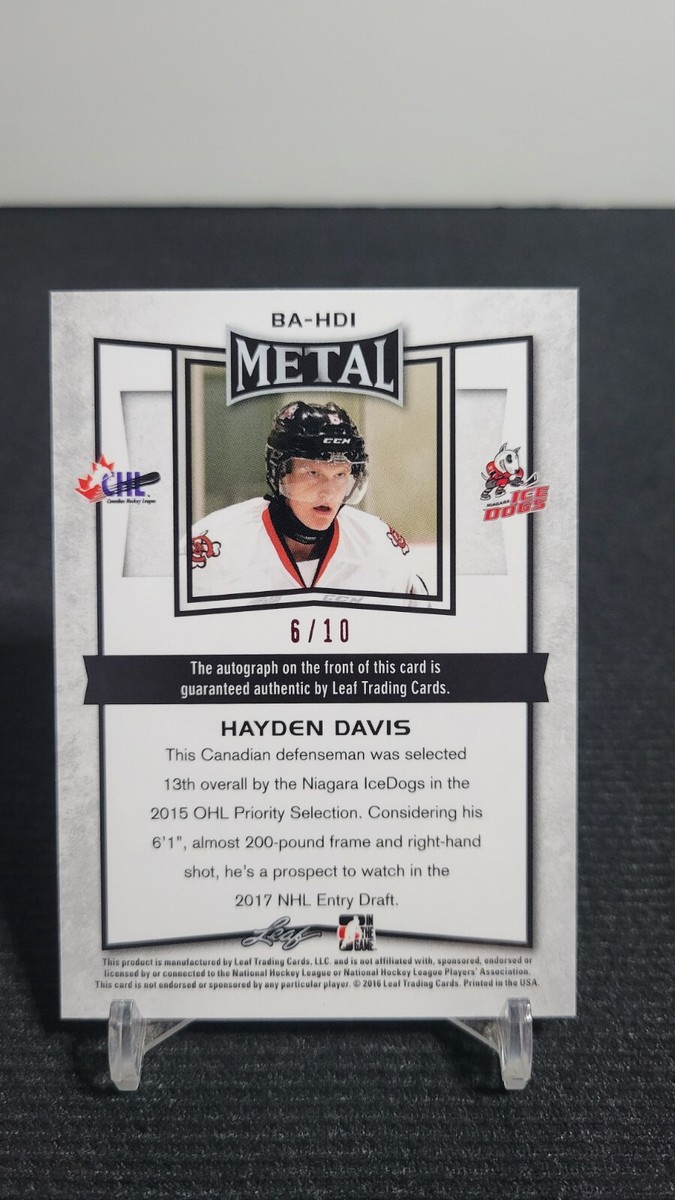 BA-HDI
METAL
CCM
CHL
Canadian Hockey League
NIAGARA ICE
DOGS
CCM
6/10
The autograph on the front of this card is
guaranteed authentic by Leaf Trading Cards.
HAYDEN DAVIS
This Canadian defenseman was selected
13th overall by the Niagara IceDogs in the
2015 OHL Priority Selection. Considering his
6'1", almost 200-pound frame and right-hand
shot, he's a prospect to watch in the
2017 NHL Entry Draft.
Leaf
IN
THE
GAME
This product is manufactured by Leaf Trading Cards, LLC. and is not affiliated with, sponsored, endorsed or
licensed by or connected to the National Hockey League or National Hockey League Players' Association.
This card is not endorsed or sponsored by any particular player. © 2016 Leaf Trading Cards. Printed in the USA.